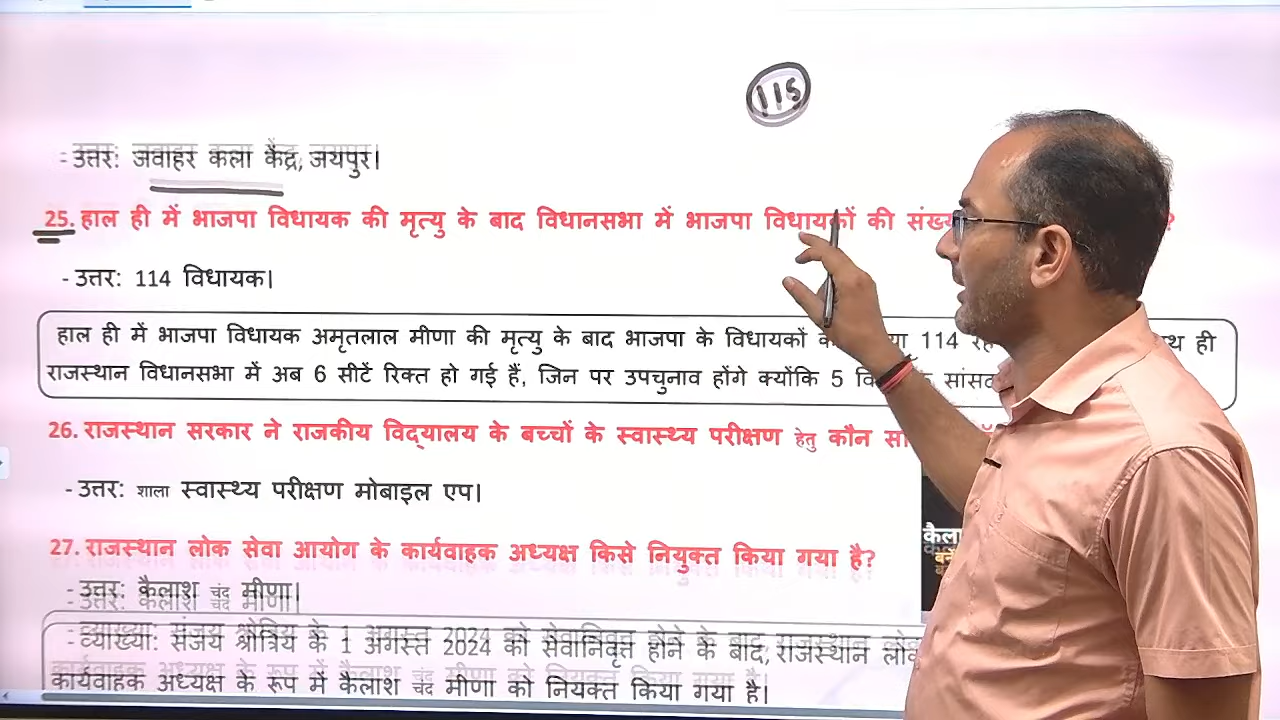 115
- उत्तर: जवाहर कला केंद्र, जयपुर।
25. हाल ही में भाजपा विधायक की मृत्यु के बाद विधानसभा में भाजपा विधायकों की ?
- उत्तर: 114 विधायक।
हाल ही में भाजपा विधायक अमृतलाल मीणा की मृत्यु के बाद भाजपा के विधायकों 114 ही
राजस्थान विधानसभा में अब 6 सीटें रिक्त हो गई हैं, जिन पर उपचुनाव होंगे क्योंकि 5
26. राजस्थान सरकार ने राजकीय विद्यालय के बच्चों के स्वास्थ्य परीक्षण हेतु कौन
- उत्तर: शाला स्वास्थ्य परीक्षण मोबाइल एप।
27. राजस्थान लोक सेवा आयोग के कार्यवाहक अध्यक्ष किसे नियुक्त किया गया है?
- उत्तर: कैलाश चंद मीणा।
- व्याख्या: संजय श्रोत्रिय के 1 अगस्त 2024 को सेवानिवृत्त होने के बाद, राजस्थान
कार्यवाहक अध्यक्ष के रूप में कैलाश चंद मीणा को नियुक्त किया गया है।